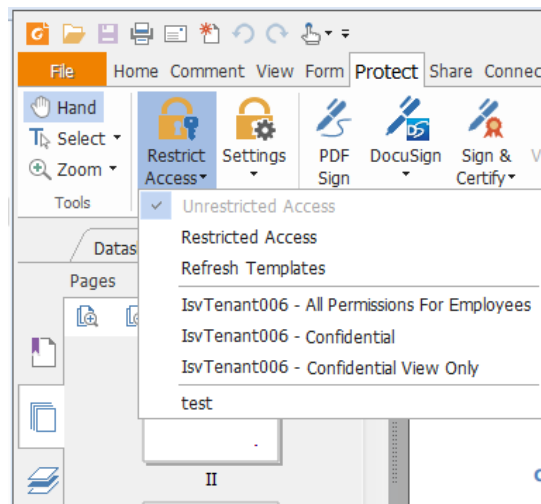 File Home Comment View Form Protect Share Connec
Hand
Select
Zoom
Tools
Restrict
Access
Settings
PDF
Sign
DocuSign
DS
Sign &
Certify
V
Unrestricted Access
Restricted Access
Refresh Templates
IsvTenant006 - All Permissions For Employees
IsvTenant006 - Confidential
IsvTenant006 - Confidential View Only
test
Datas
Pages
II